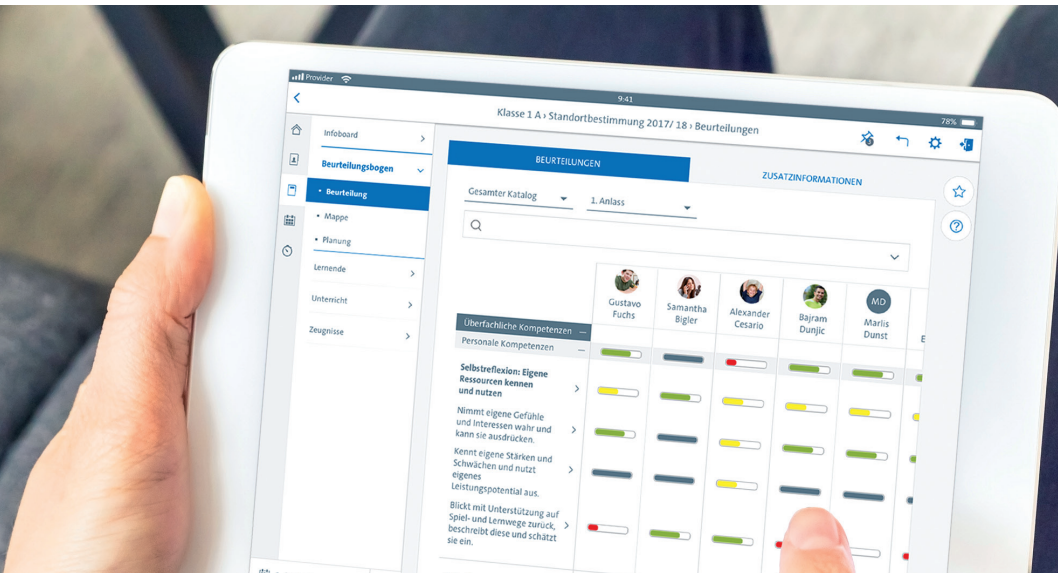 Provider
9:41
78%
Klasse 1 A › Standortbestimmung 2017/ 18 › Beurteilungen
3
Infoboard
Beurteilungsbogen
• Beurteilung
• Mappe
• Planung
Lernende
Unterricht
Zeugnisse
BEURTEILUNGEN
ZUSATZINFORMATIONEN
Gesamter Katalog
1. Anlass
Gustavo
Fuchs
Samantha
Bigler
Alexander
Cesario
Bajram
Dunjic
MD
Marlis
Dunst
E
Überfachliche Kompetenzen
Personale Kompetenzen
Selbstreflexion: Eigene
Ressourcen kennen
und nutzen
Nimmt eigene Gefühle
und Interessen wahr und
kann sie ausdrücken.
Kennt eigene Stärken und
Schwächen und nutzt
eigenes
Leistungspotential aus.
Blickt mit Unterstützung auf
Spiel- und Lernwege zurück,
beschreibt diese und schätzt
sie ein.